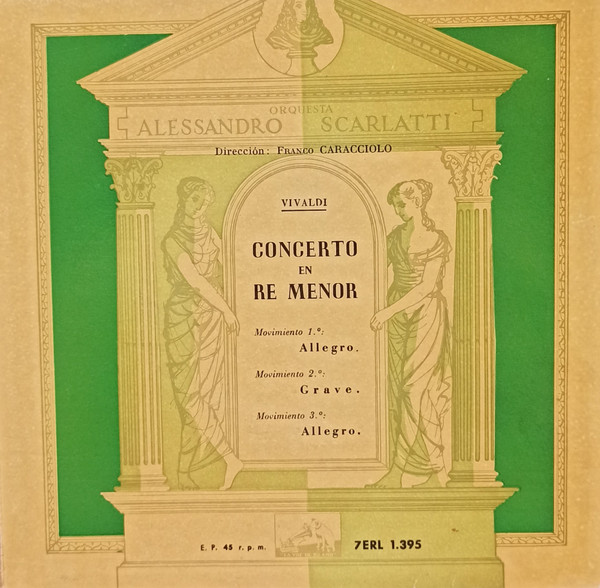 ORQUESTA
ALESSANDRO SCARLATTI
Dirección: FRANCO CARACCIOLO
VIVALDI
CONCERTO
EN
RE MENOR
Movimiento 1.º:
Allegro.
Movimiento 2.º:
Grave.
Movimiento 3.º:
Allegro.
E. P. 45 r. p. m.
7ERL 1.395